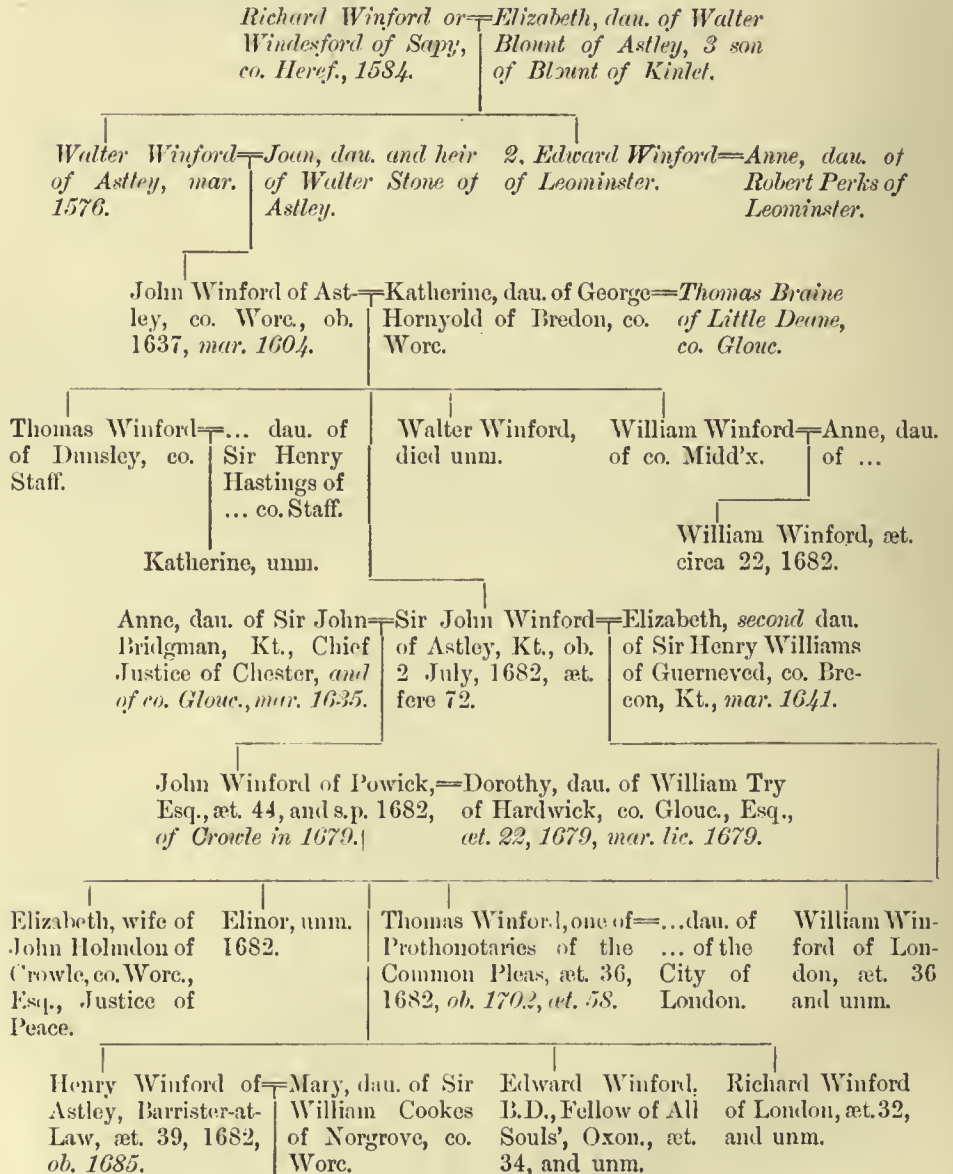 Richard Winford or
Windesford of Sapy,
co. Heref., 1584.
Elizabeth, dau. of Walter
Blount of Astley, 3 son
of Blount of Kinlet.
Walter Winford
of Astley, mar.
1576.
Joan, dau. and heir
of Walter Stone of
Astley.
2. Edward Winford
of Leominster.
Anne, dau. of
Robert Perks of
Leominster.
John Winford of Ast-
ley, co. Worc., ob.
1637, mar. 1604.
Katherine, dau. of George
Hornyold of Bredon, co.
Worc.
Thomas Braine
of Little Deane,
co. Glouc.
Thomas Winford
of Dunsley, co.
Staff.
... dau. of
Sir Henry
Hastings of
... co. Staff.
Walter Winford,
died unm.
William Winford
of co. Midd'x.
Anne, dau.
of ...
Katherine, unm.
William Winford, æt.
circa 22, 1682.
Anne, dau. of Sir John
Bridgman, Kt., Chief
Justice of Chester, and
of co. Glouc., mar. 1635.
Sir John Winford
of Astley, Kt., ob.
2 July, 1682, æt.
fere 72.
Elizabeth, second dau.
of Sir Henry Williams
of Guerneved, co. Bre-
con, Kt., mar. 1641.
John Winford of Powick,
Esq., æt. 44, and s.p. 1682,
of Crowle in 1679.
Dorothy, dau. of William Try
of Hardwick, co. Glouc., Esq.,
æt. 22, 1679, mar. lic. 1679.
Elizabeth, wife of
John Holmdon of
Crowle, co. Worc.,
Esq., Justice of
Peace.
Elinor, unm.
1682.
Thomas Winford, one of
Prothonotaries of the
Common Pleas, æt. 36,
1682, ob. 1702, æt. 58.
...dau. of
... of the
City of
London.
William Win-
ford of Lon-
don, æt. 36
and unm.
Henry Winford of
Astley, Barrister-at-
Law, æt. 39, 1682,
ob. 1685.
Mary, dau. of Sir
William Cookes
of Norgrove, co.
Worc.
Edward Winford,
B.D., Fellow of All
Souls', Oxon., æt.
34, and unm.
Richard Winford
of London, æt. 32,
and unm.